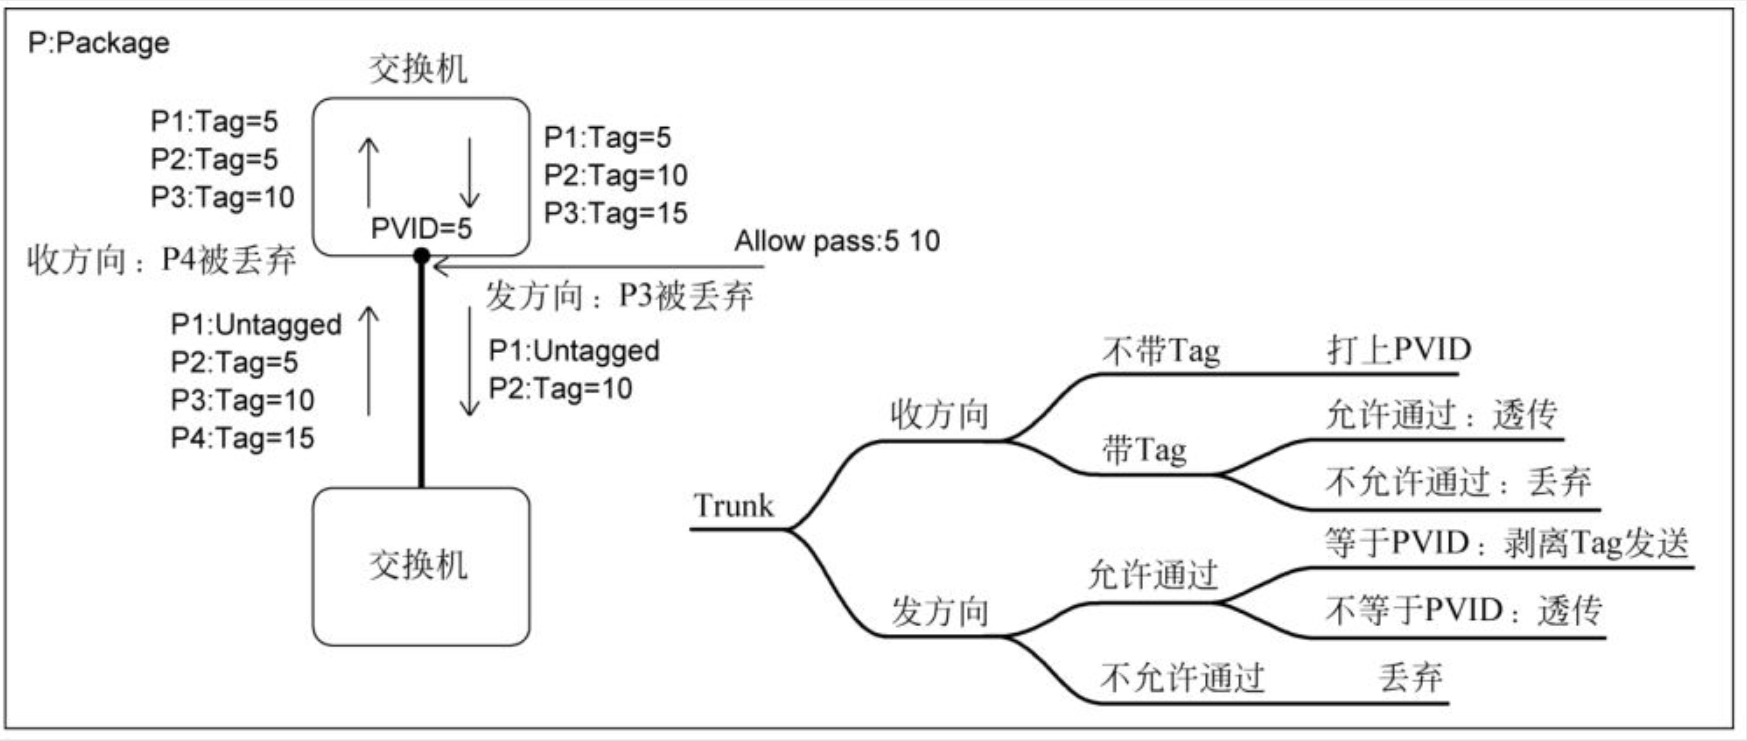 P:Package
交换机
P1:Tag=5
P2:Tag=5
P3:Tag=10
P1:Tag=5
P2:Tag=10
P3:Tag=15
PVID=5
收方向：P4被丢弃
Allow pass:5 10
发方向：P3被丢弃
P1:Untagged
P2:Tag=5
P3:Tag=10
P4:Tag=15
P1:Untagged
P2:Tag=10
交换机
Trunk
收方向
不带Tag
打上PVID
带Tag
允许通过：透传
不允许通过：丢弃
发方向
允许通过
等于PVID：剥离Tag发送
不等于PVID：透传
不允许通过
丢弃